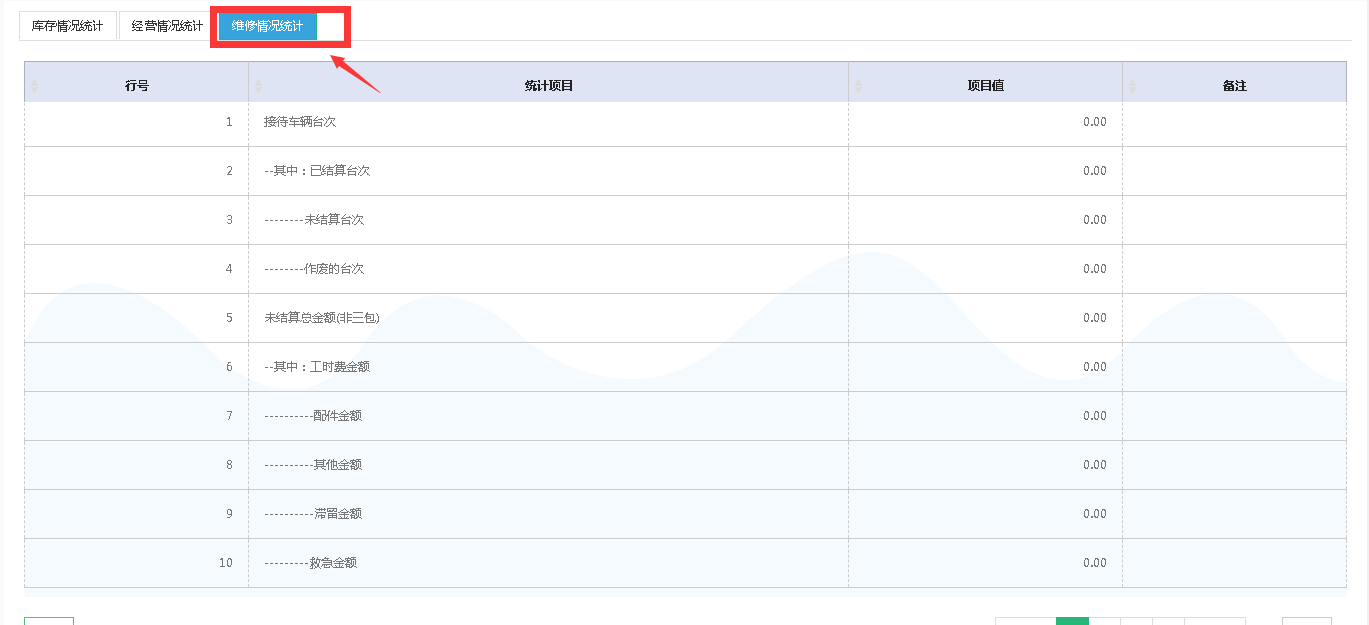 库存情况统计 经营情况统计 维修情况统计
行号 统计项目 项目值 备注
1 接待车辆台次 0.00
2 --其中：已结算台次 0.00
3 --------未结算台次 0.00
4 --------作废的台次 0.00
5 未结算总金额(非三包) 0.00
6 --其中：工时费金额 0.00
7 ----------配件金额 0.00
8 ----------其他金额 0.00
9 ----------滞留金额 0.00
10 ---------救急金额 0.00